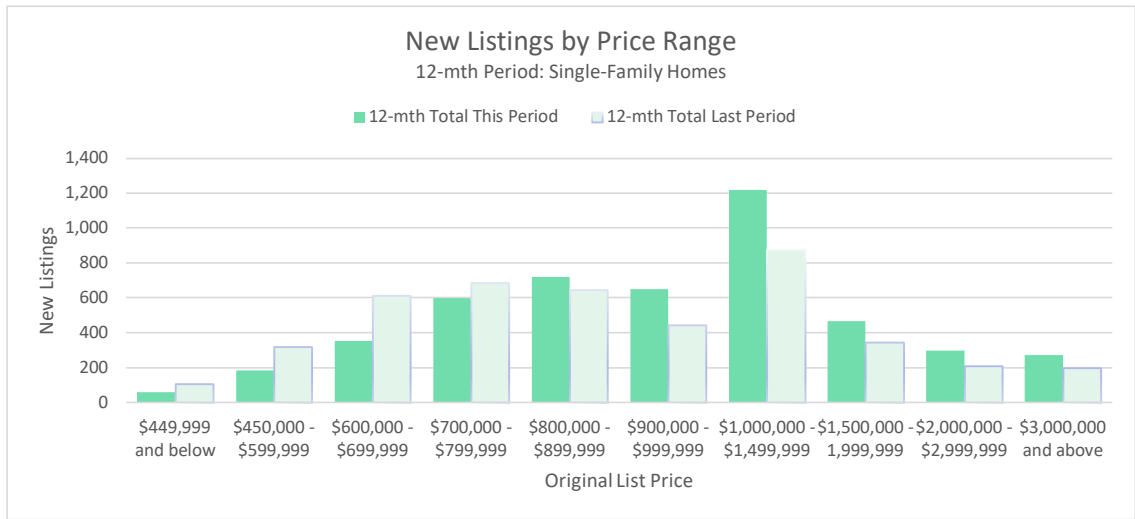 New Listings by Price Range
12-mth Period: Single-Family Homes
12-mth Total This Period 12-mth Total Last Period
1,400
1,200
1,000
800
600
400
200
0
New Listings
$449,999 $450,000 - $600,000 - $700,000 - $800,000 - $900,000 - $1,000,000 - $1,500,000 - $2,000,000 - $3,000,000
and below $599,999 $699,999 $799,999 $899,999 $999,999 $1,499,999 1,999,999 $2,999,999 and above
Original List Price